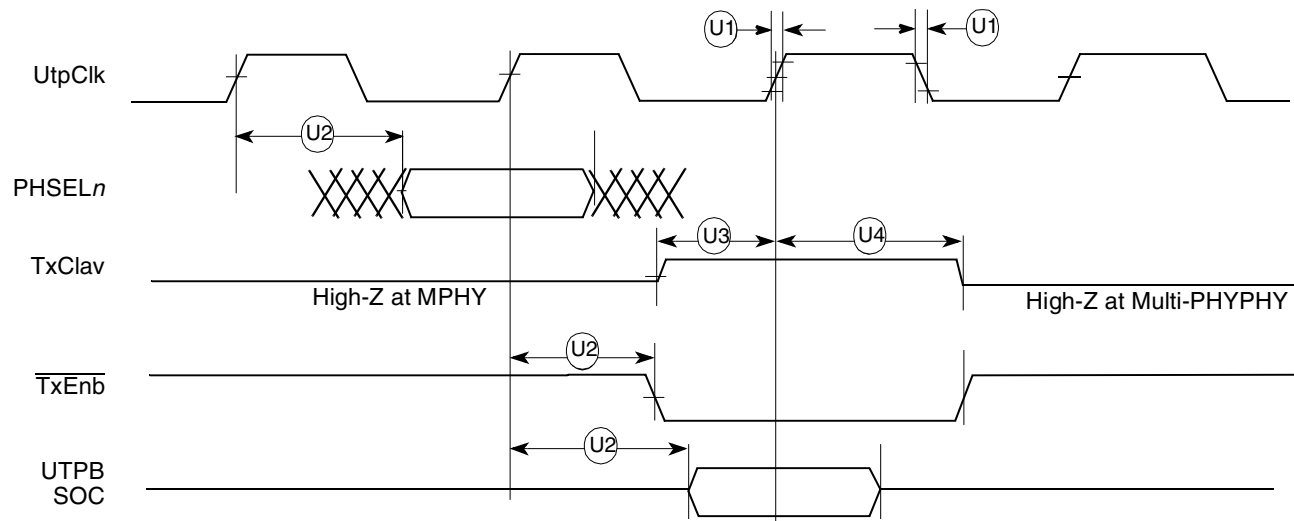 U1
U1
UtpClk
U2
PHSELn
U3
U4
TxClav
High-Z at MPHY
High-Z at Multi-PHYPHY
U2
TxEnb
U2
UTPB
SOC